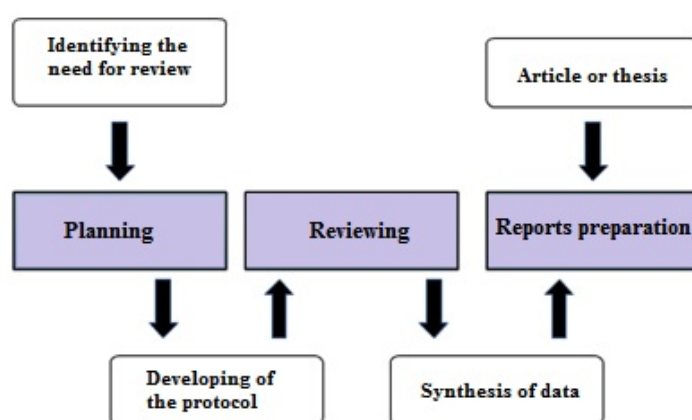 Identifying the
need for review
Article or thesis
Planning
Reviewing
Reports preparation
Developing of
the protocol
Synthesis of data